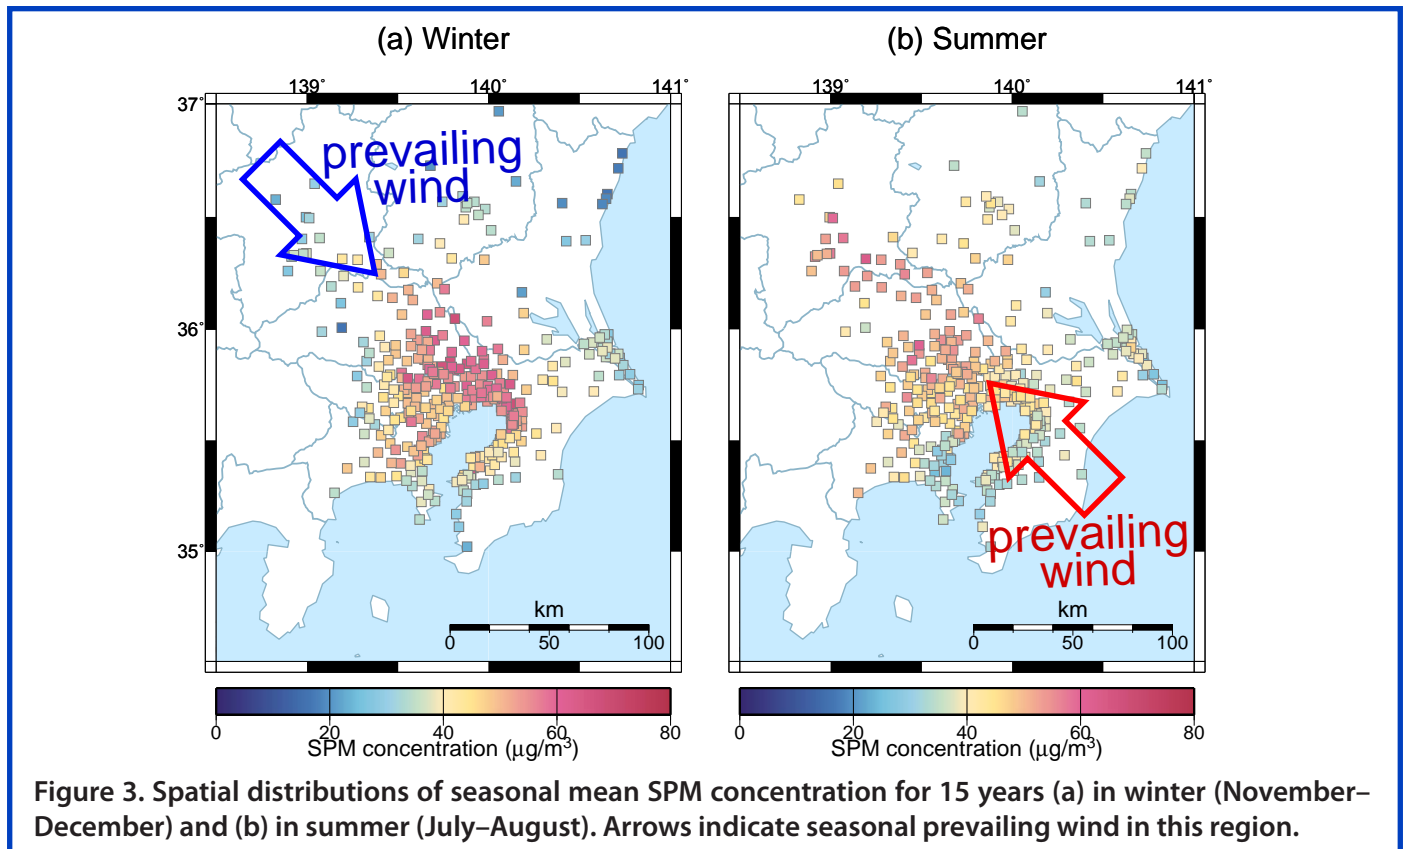 (a) Winter
(b) Summer
139°
140°
141°
139°
140°
141°
37°
prevailing
wind
36°
35°
prevailing
wind
km
0
50
100
km
0
50
100
0
20
40
60
80
SPM concentration (μg/m³)
0
20
40
60
80
SPM concentration (μg/m³)
Figure 3. Spatial distributions of seasonal mean SPM concentration for 15 years (a) in winter (November–
December) and (b) in summer (July–August). Arrows indicate seasonal prevailing wind in this region.